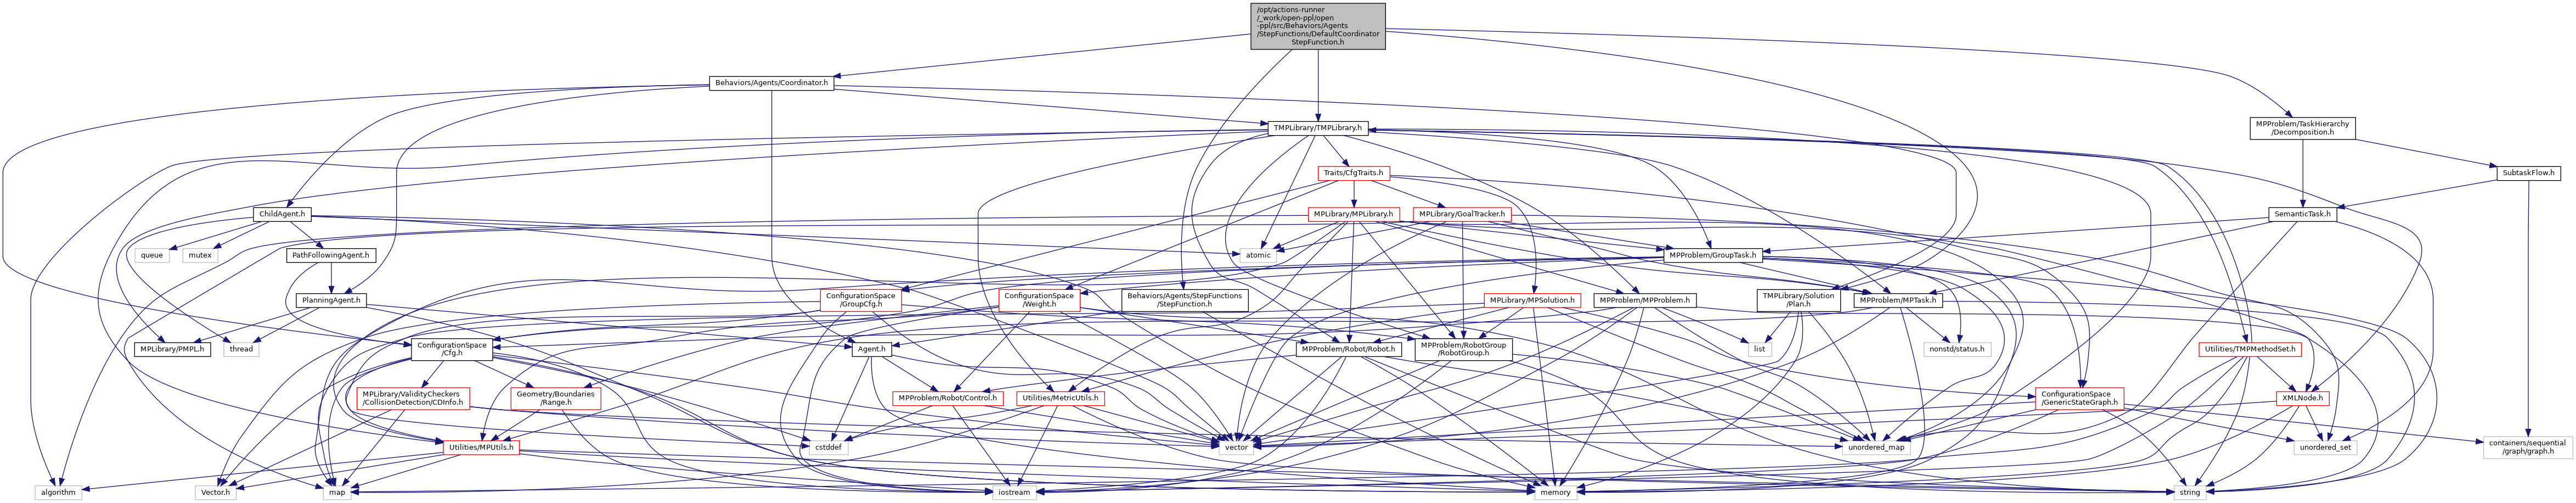 /opt/actions-runner
/_work/open-ppl/open
-ppl/src/Behaviors/Agents
/StepFunctions/DefaultCoordinator
StepFunction.h
Behaviors/Agents/Coordinator.h
TMPLibrary/TMPLibrary.h
MPProblem/TaskHierarchy
/Decomposition.h
Traits/CfgTraits.h
SubtaskFlow.h
ChildAgent.h
MPLibrary/MPLibrary.h
MPLibrary/GoalTracker.h
SemanticTask.h
queue
mutex
PathFollowingAgent.h
atomic
MPProblem/GroupTask.h
PlanningAgent.h
ConfigurationSpace
/GroupCfg.h
ConfigurationSpace
/Weight.h
Behaviors/Agents/StepFunctions
/StepFunction.h
MPLibrary/MPSolution.h
MPProblem/MPProblem.h
TMPLibrary/Solution
/Plan.h
MPProblem/MPTask.h
MPLibrary/PMPL.h
thread
ConfigurationSpace
/Cfg.h
Agent.h
MPProblem/Robot/Robot.h
MPProblem/RobotGroup
/RobotGroup.h
list
nonstd/status.h
Utilities/TMPMethodSet.h
MPLibrary/ValidityCheckers
/CollisionDetection/CDInfo.h
Geometry/Boundaries
/Range.h
MPProblem/Robot/Control.h
Utilities/MetricUtils.h
ConfigurationSpace
/GenericStateGraph.h
XMLNode.h
Utilities/MPUtils.h
cstddef
vector
unordered_map
unordered_set
containers/sequential
/graph/graph.h
algorithm
Vector.h
map
iostream
memory
string